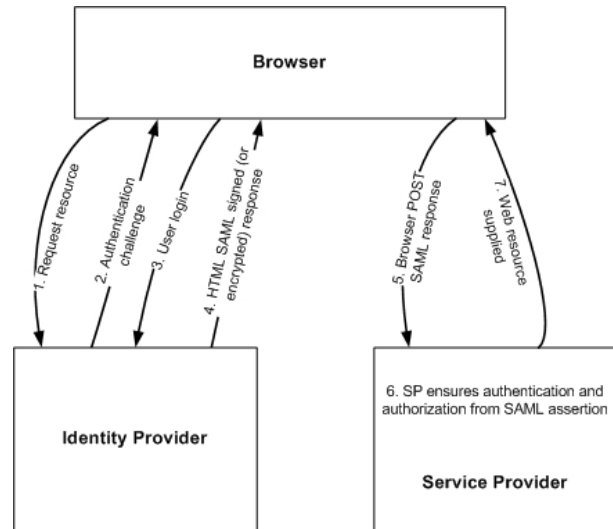 Browser
1. Request resource
2. Authentication
challenge
3. User login
4. HTML SAML signed (or
encrypted) response
5. Browser POST
SAML response
7. Web resource
supplied
Identity Provider
6. SP ensures authentication and
authorization from SAML assertion
Service Provider